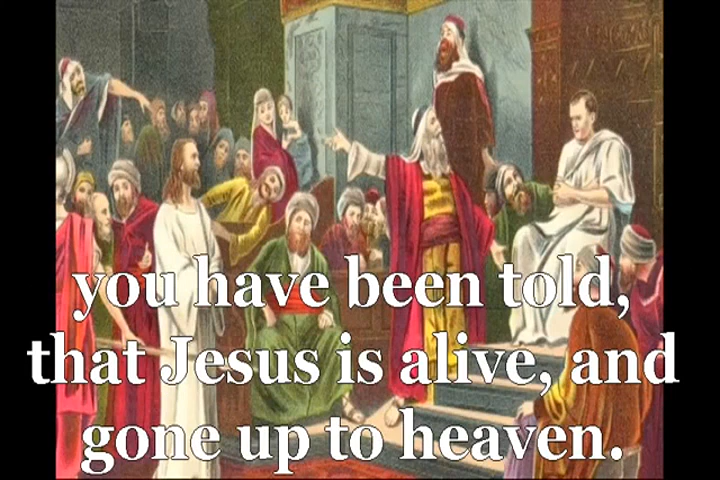 you have been told,
that Jesus is alive, and
gone up to heaven.